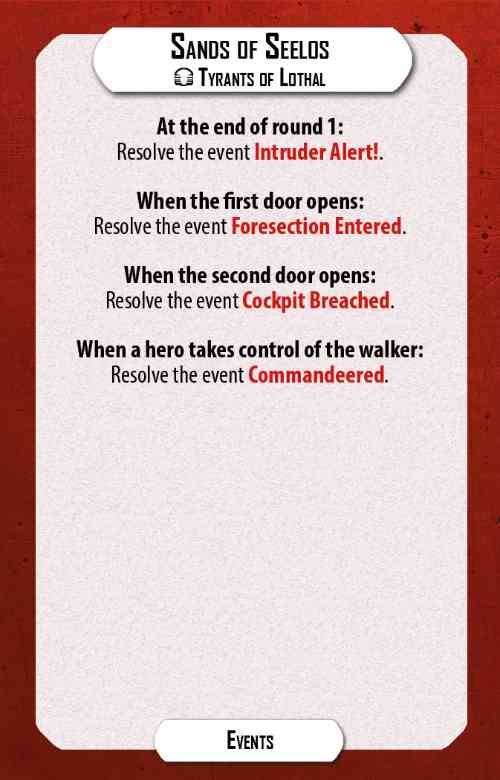 Sands of Seelos
Tyrants of Lothal
At the end of round 1:
Resolve the event Intruder Alert!.
When the first door opens:
Resolve the event Foresection Entered.
When the second door opens:
Resolve the event Cockpit Breached.
When a hero takes control of the walker:
Resolve the event Commandeered.
Events